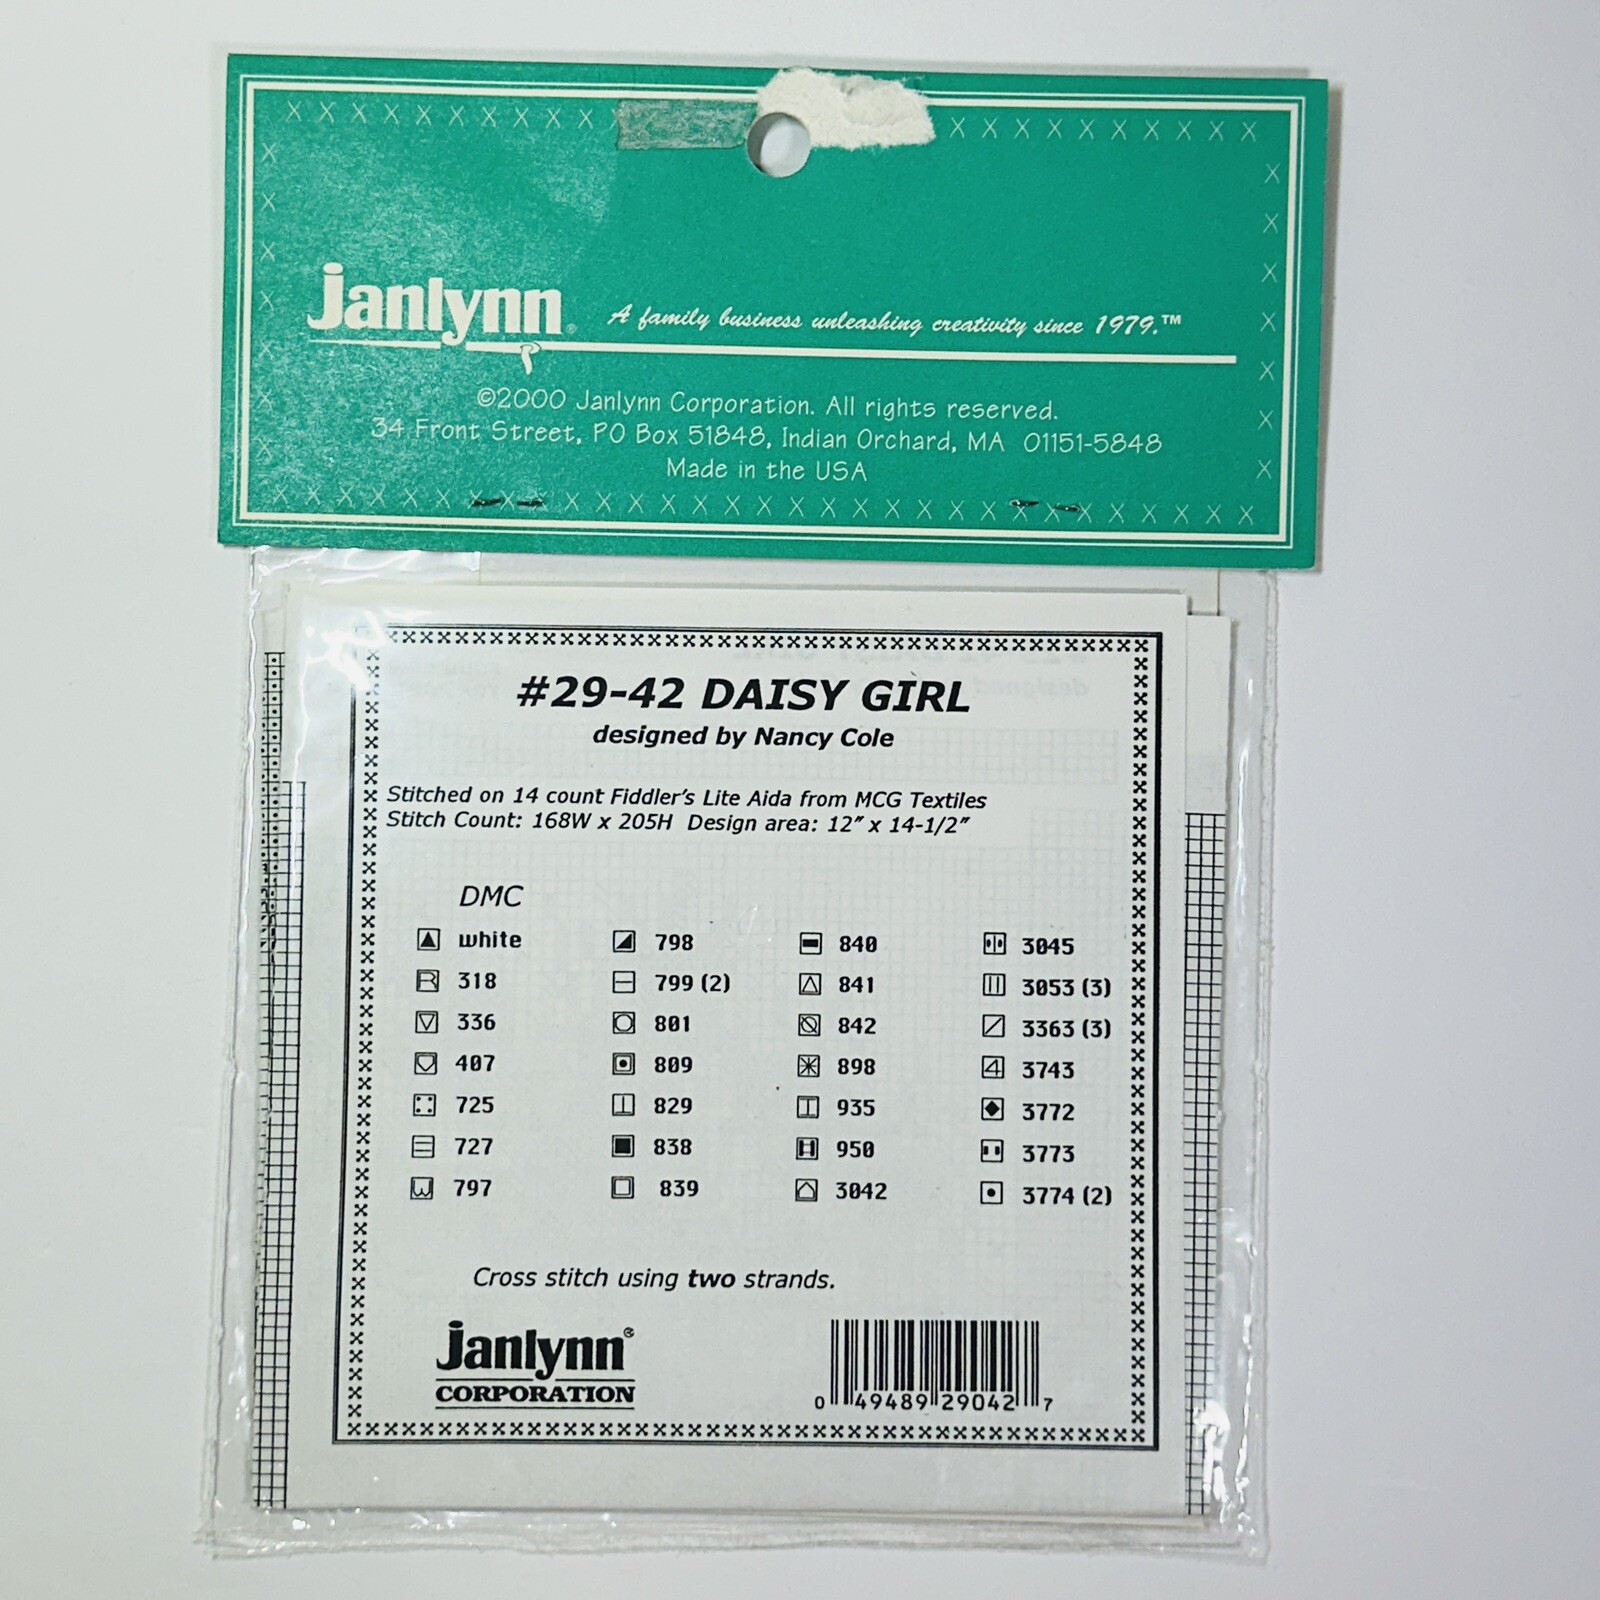 Janlynn® A family business unleashing creativity since 1979.™
©2000 Janlynn Corporation. All rights reserved.
34 Front Street, PO Box 51848, Indian Orchard, MA 01151-5848
Made in the USA
#29-42 DAISY GIRL
designed by Nancy Cole
Stitched on 14 count Fiddler's Lite Aida from MCG Textiles
Stitch Count: 168W x 205H Design area: 12" x 14-1/2"
DMC
white 798 840 3045
318 799 (2) 841 3053 (3)
336 801 842 3363 (3)
407 809 898 3743
725 829 935 3772
727 838 950 3773
797 839 3042 3774 (2)
Cross stitch using two strands.
Janlynn®
CORPORATION
0 49489 29042 7